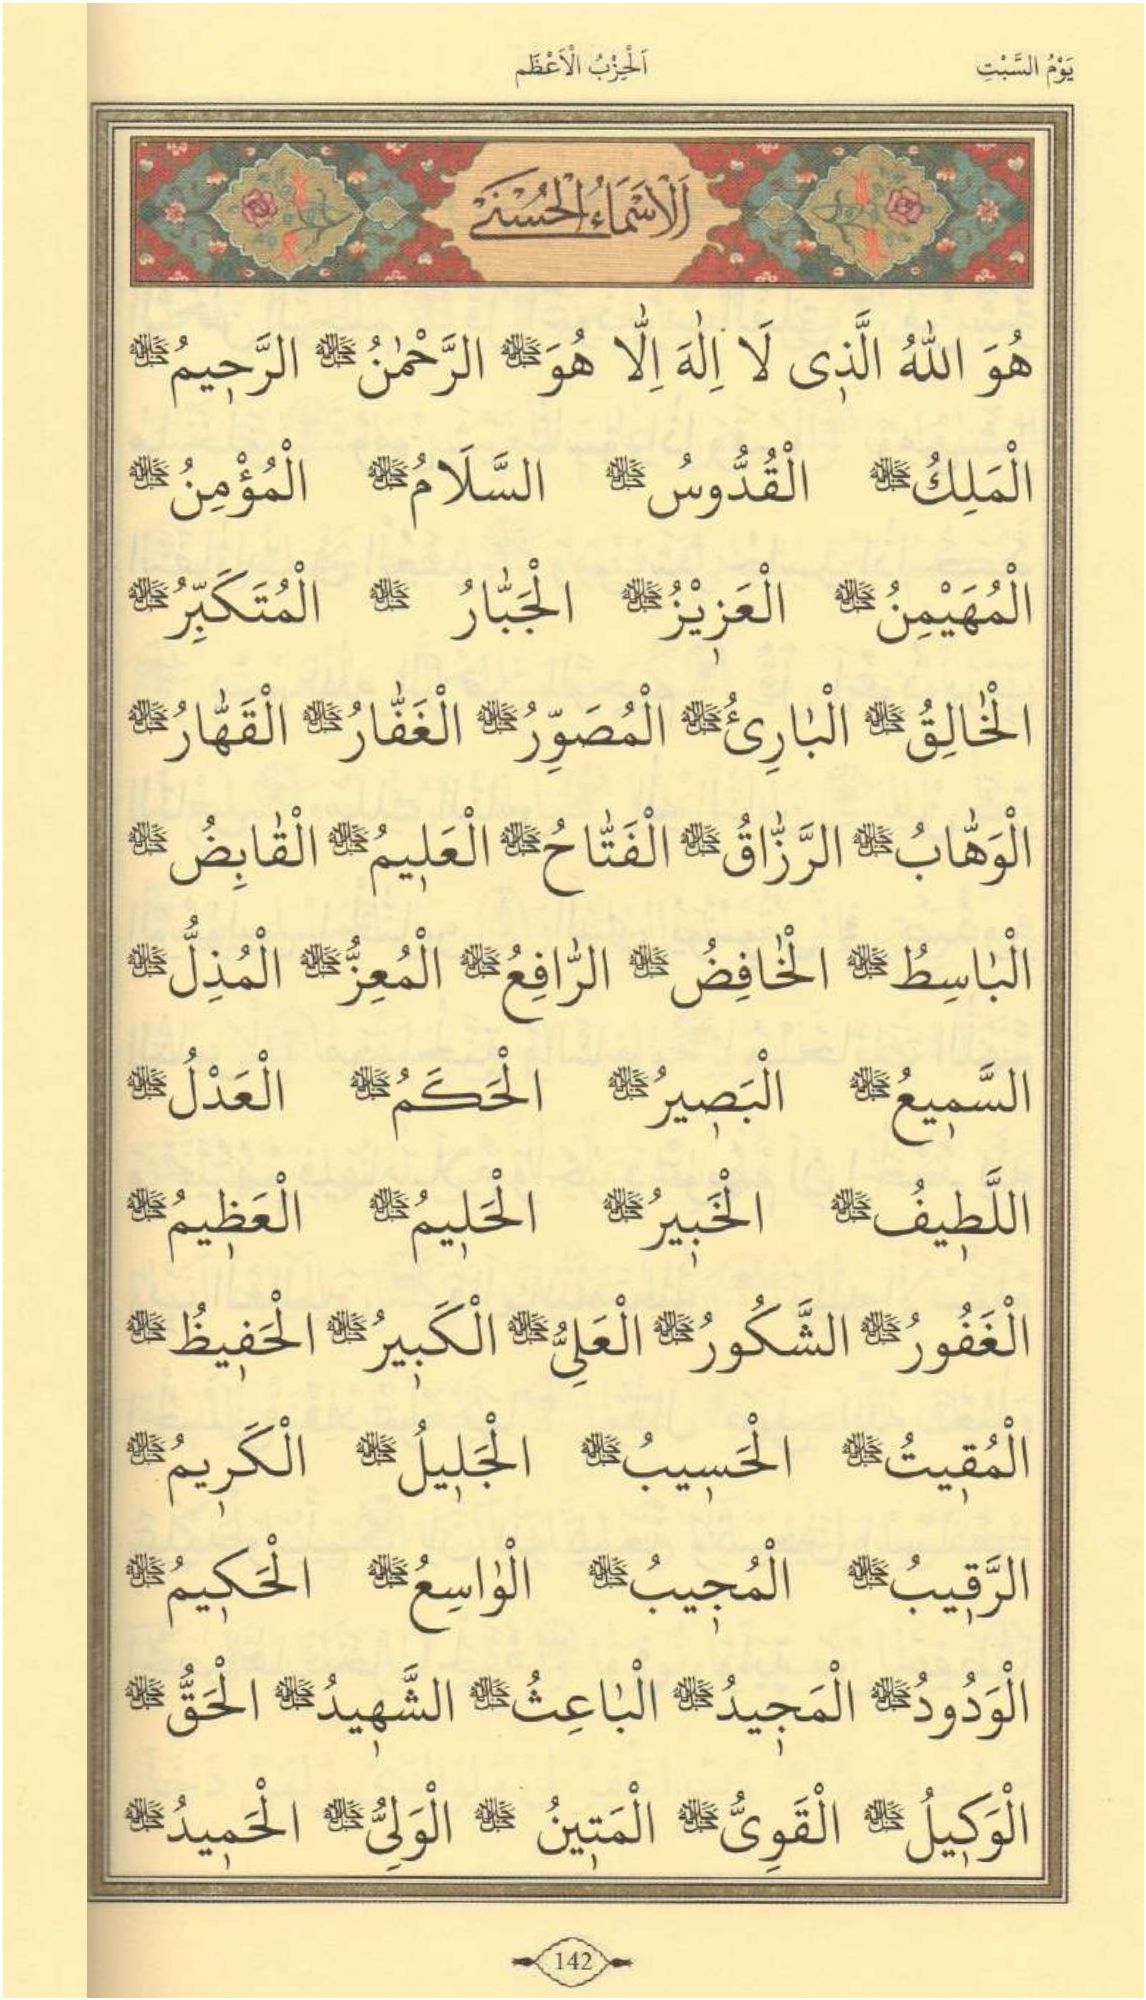 يَوْمُ السَّبْتِ
اَلْحِزْبُ الْاَعْظَم
اَلْاَسْمَاءُ الْحُسْنٰى
هُوَ اللّٰهُ الَّذٖى لَا اِلٰهَ اِلَّا هُوَ ﷻ الرَّحْمٰنُ ﷻ الرَّحٖيمُ ﷻ
الْمَلِكُ ﷻ الْقُدُّوسُ ﷻ السَّلَامُ ﷻ الْمُؤْمِنُ ﷻ
الْمُهَيْمِنُ ﷻ الْعَزٖيْزُ ﷻ الْجَبَّارُ ﷻ الْمُتَكَبِّرُ ﷻ
الْخَالِقُ ﷻ الْبَارِئُ ﷻ الْمُصَوِّرُ ﷻ الْغَفَّارُ ﷻ الْقَهَّارُ ﷻ
الْوَهَّابُ ﷻ الرَّزَّاقُ ﷻ الْفَتَّاحُ ﷻ الْعَلٖيمُ ﷻ الْقَابِضُ ﷻ
الْبَاسِطُ ﷻ الْخَافِضُ ﷻ الرَّافِعُ ﷻ الْمُعِزُّ ﷻ الْمُذِلُّ ﷻ
السَّمٖيعُ ﷻ الْبَصٖيرُ ﷻ الْحَكَمُ ﷻ الْعَدْلُ ﷻ
اللَّطٖيفُ ﷻ الْخَبٖيرُ ﷻ الْحَلٖيمُ ﷻ الْعَظٖيمُ ﷻ
الْغَفُورُ ﷻ الشَّكُورُ ﷻ الْعَلِىُّ ﷻ الْكَبٖيرُ ﷻ الْحَفٖيظُ ﷻ
الْمُقٖيتُ ﷻ الْحَسٖيبُ ﷻ الْجَلٖيلُ ﷻ الْكَرٖيمُ ﷻ
الرَّقٖيبُ ﷻ الْمُجٖيبُ ﷻ الْوَاسِعُ ﷻ الْحَكٖيمُ ﷻ
الْوَدُودُ ﷻ الْمَجٖيدُ ﷻ الْبَاعِثُ ﷻ الشَّهٖيدُ ﷻ الْحَقُّ ﷻ
الْوَكٖيلُ ﷻ الْقَوِىُّ ﷻ الْمَتٖينُ ﷻ الْوَلِىُّ ﷻ الْحَمٖيدُ ﷻ
142